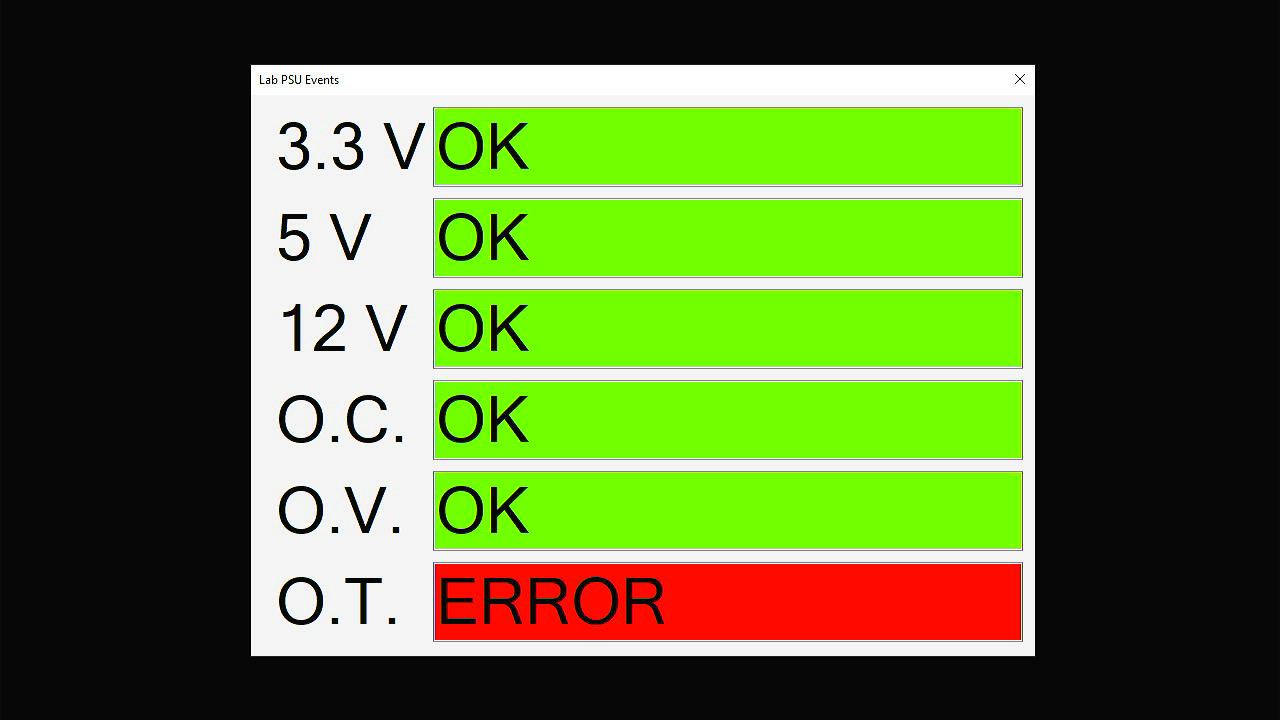 Lab PSU Events
3.3 V OK
5 V OK
12 V OK
O.C. OK
O.V. OK
O.T. ERROR